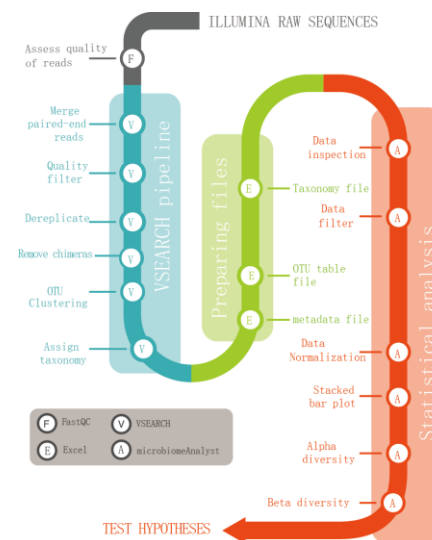 ILLUMINA RAW SEQUENCES
Assess quality
of reads
F
VSEARCH pipeline
Merge
paired-end
reads
V
Quality
filter
V
Dereplicate
V
Remove chimeras
V
OTU
Clustering
V
Assign
taxonomy
V
Preparing files
E
Taxonomy file
E
OTU table
file
E
metadata file
Statistical analysis
Data
inspection
A
Data
filter
A
Data
Normalization
A
Stacked
bar plot
A
Alpha
diversity
A
Beta diversity
A
TEST HYPOTHESES
F FastQC
V VSEARCH
E Excel
A microbiomeAnalyst